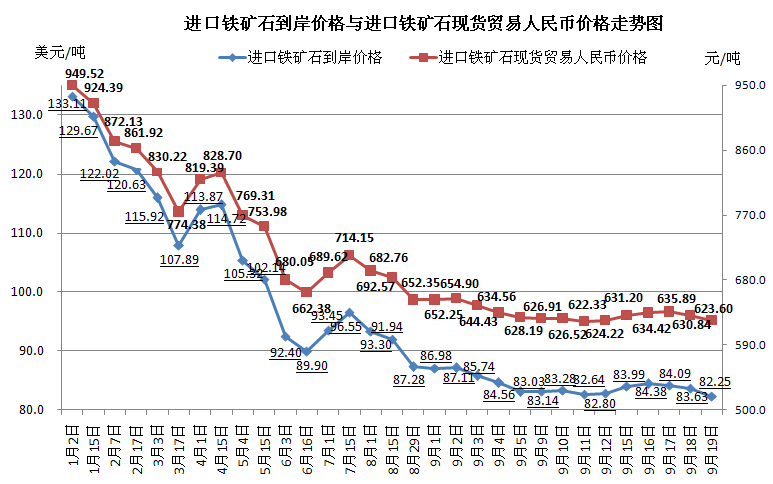 进口铁矿石到岸价格与进口铁矿石现货贸易人民币价格走势图
美元/吨
进口铁矿石到岸价格
进口铁矿石现货贸易人民币价格
元/吨
130.0
120.0
110.0
100.0
90.0
80.0
950.0
860.0
770.0
680.0
590.0
500.0
949.52
924.39
872.13
861.92
830.22
774.38
819.39
828.70
769.31
753.98
680.05
662.38
689.62
714.15
692.57
682.76
652.35
652.25
654.90
644.43
634.56
628.19
626.91
626.52
622.33
624.22
631.20
634.42
635.89
630.84
623.60
133.11
129.67
122.02
120.63
115.92
107.89
113.87
114.72
105.32
102.14
92.40
89.90
93.45
96.55
93.30
91.94
87.28
86.98
87.11
85.74
84.56
83.03
83.14
83.28
82.64
82.80
83.99
84.38
84.09
83.63
82.25
1月2日
1月15日
2月7日
2月17日
3月3日
3月17日
4月1日
4月15日
5月4日
5月15日
6月3日
6月16日
7月1日
7月15日
8月1日
8月15日
8月29日
9月1日
9月2日
9月3日
9月4日
9月5日
9月9日
9月10日
9月11日
9月12日
9月15日
9月16日
9月17日
9月18日
9月19日